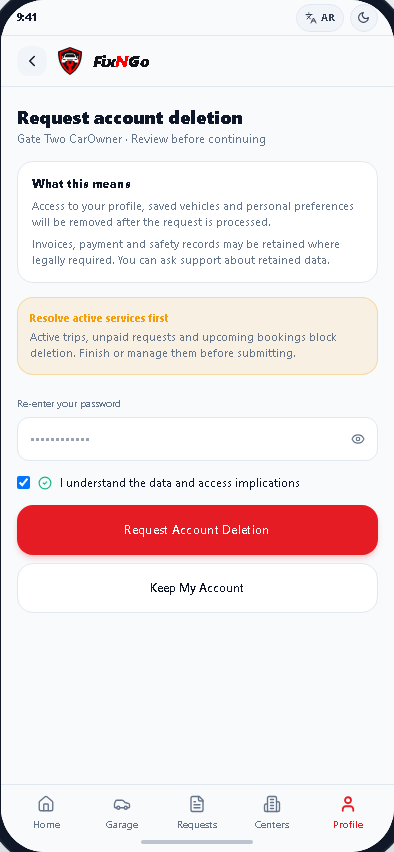 9:41
AR
FixNGo
Request account deletion
Gate Two CarOwner · Review before continuing
What this means
Access to your profile, saved vehicles and personal preferences
will be removed after the request is processed.
Invoices, payment and safety records may be retained where
legally required. You can ask support about retained data.
Resolve active services first
Active trips, unpaid requests and upcoming bookings block
deletion. Finish or manage them before submitting.
Re-enter your password
••••••••••••
I understand the data and access implications
Request Account Deletion
Keep My Account
Home
Garage
Requests
Centers
Profile